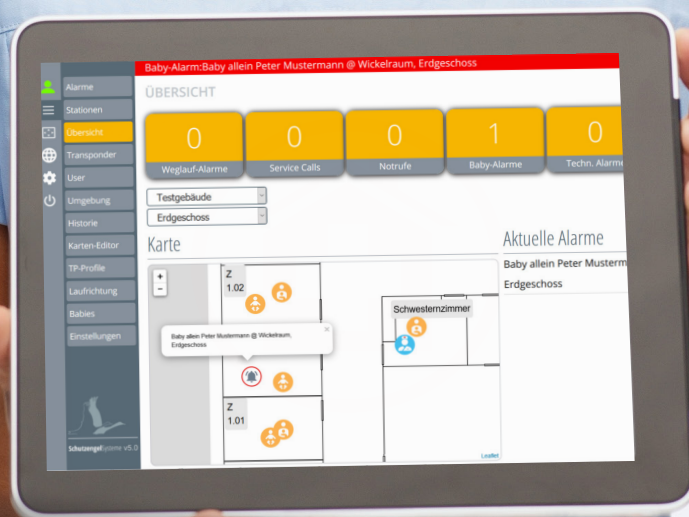 Baby-Alarm:Baby allein Peter Mustermann @ Wickelraum, Erdgeschoss
ÜBERSICHT
Alarme
Stationen
Übersicht
Transponder
User
Umgebung
Historie
Karten-Editor
TP-Profile
Laufrichtung
Babies
Einstellungen
SchutzengelSysteme v5.0
0
Weglauf-Alarme
0
Service Calls
0
Notrufe
1
Baby-Alarme
0
Techn. Alarme
Testgebäude
Erdgeschoss
Karte
+
-
Z
1.02
Baby allein Peter Mustermann @ Wickelraum,
Erdgeschoss
×
Z
1.01
Schwesternzimmer
Leaflet
Aktuelle Alarme
Baby allein Peter Musterm
Erdgeschoss